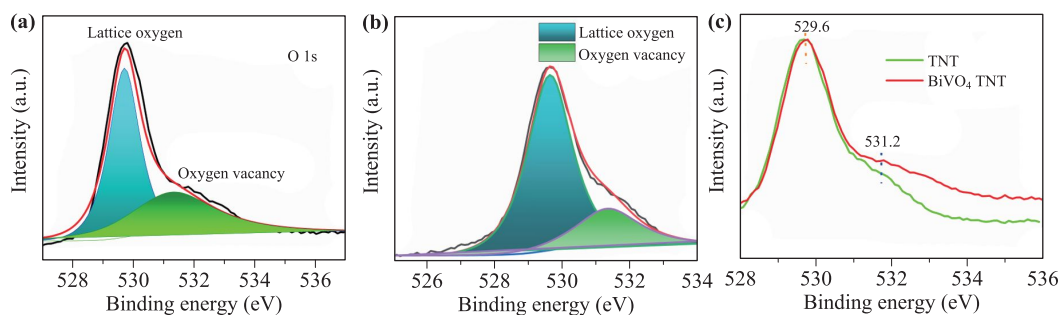 (a)
Lattice oxygen
O 1s
Oxygen vacancy
Intensity (a.u.)
528 530 532 534 536
Binding energy (eV)
(b)
Lattice oxygen
Oxygen vacancy
Intensity (a.u.)
526 528 530 532 534
Binding energy (eV)
(c)
529.6
TNT
BiVO₄ TNT
531.2
Intensity (a.u.)
528 530 532 534 536
Binding energy (eV)